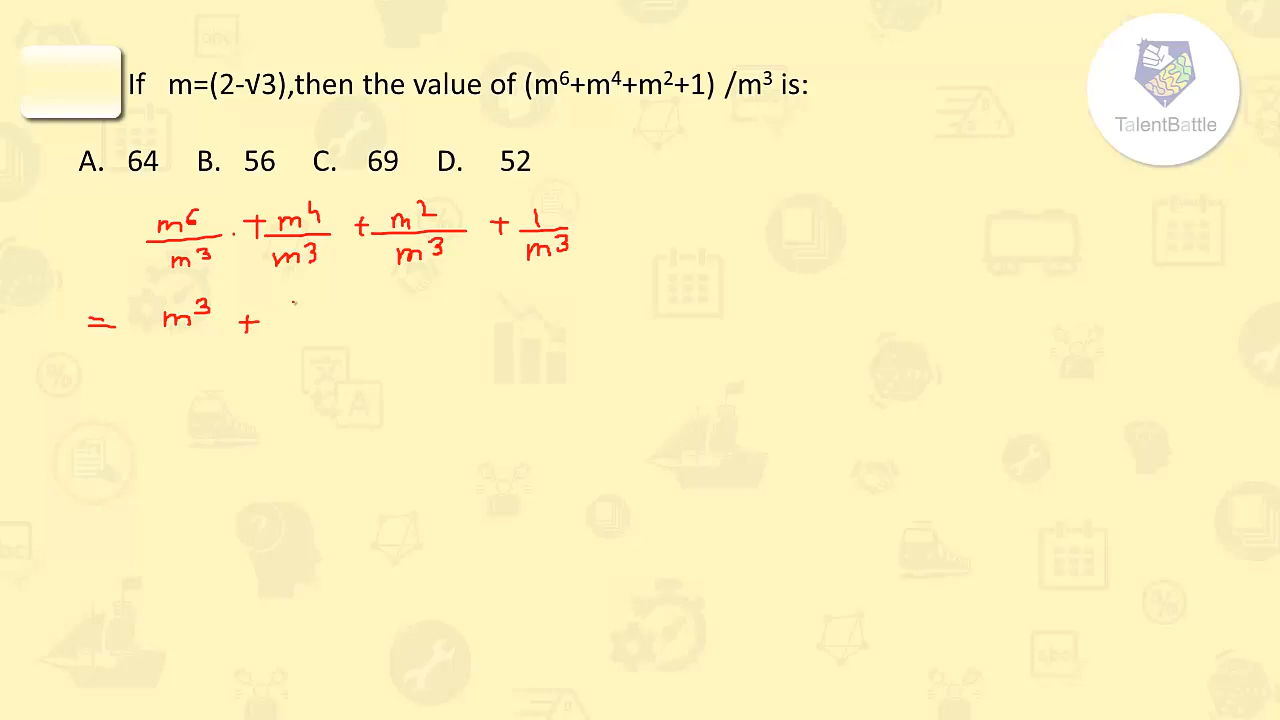 If m=(2-√3),then the value of (m⁶+m⁴+m²+1) /m³ is:
TalentBattle
A. 64 B. 56 C. 69 D. 52
m⁶/m³ . + m⁴/m³ + m²/m³ + 1/m³
= m³ +